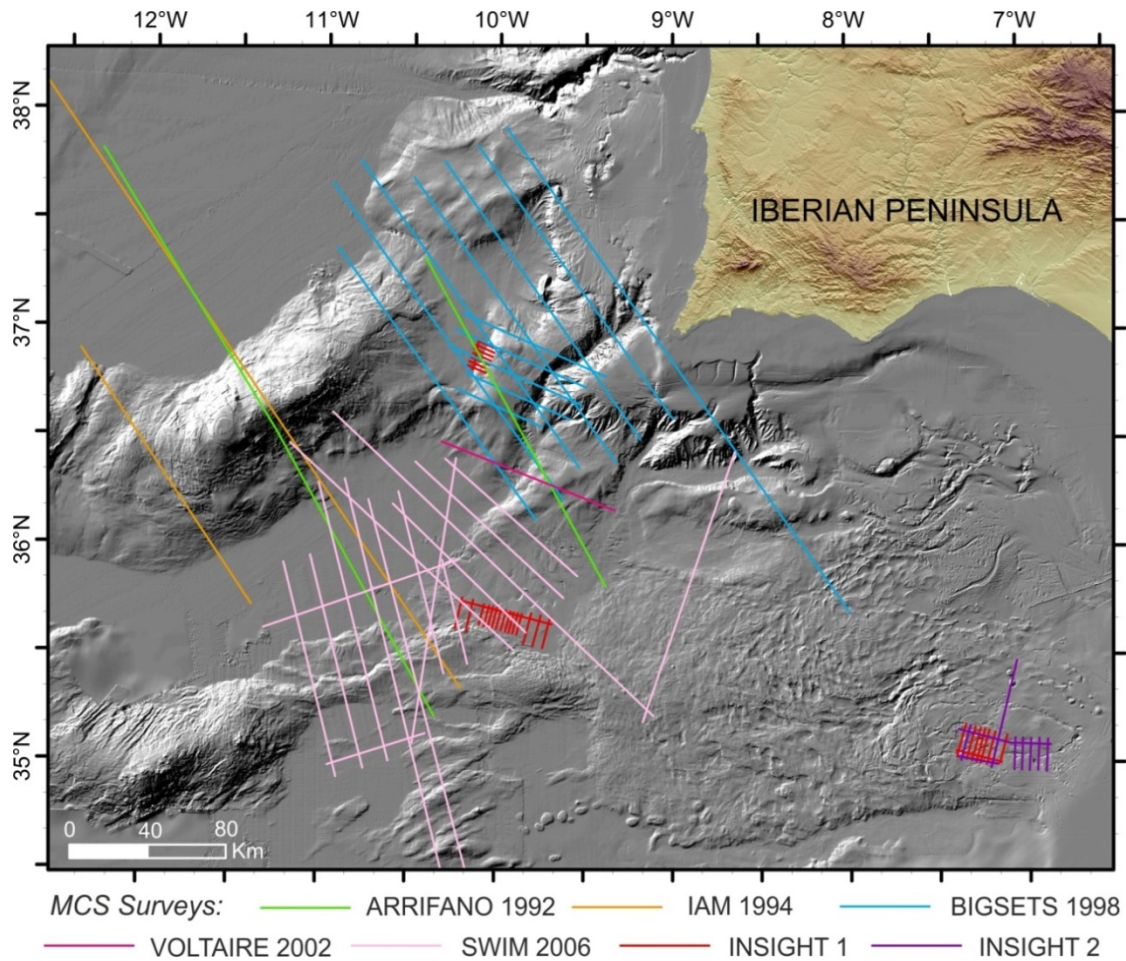 12°W 11°W 10°W 9°W 8°W 7°W
38°N
IBERIAN PENINSULA
37°N
36°N
35°N
0 40 80
Km
MCS Surveys: ARRIFANO 1992 IAM 1994 BIGSETS 1998
VOLTAIRE 2002 SWIM 2006 INSIGHT 1 INSIGHT 2